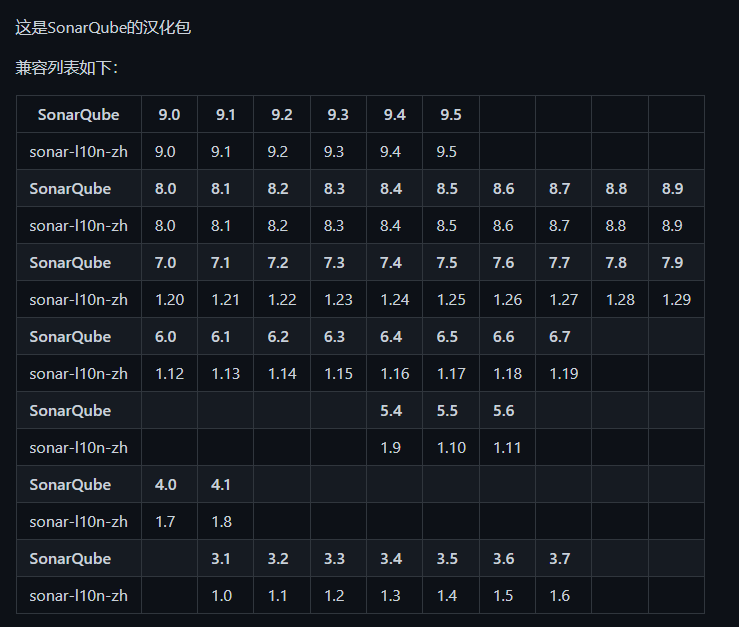 这是SonarQube的汉化包
兼容列表如下：
SonarQube 9.0 9.1 9.2 9.3 9.4 9.5
sonar-l10n-zh 9.0 9.1 9.2 9.3 9.4 9.5
SonarQube 8.0 8.1 8.2 8.3 8.4 8.5 8.6 8.7 8.8 8.9
sonar-l10n-zh 8.0 8.1 8.2 8.3 8.4 8.5 8.6 8.7 8.8 8.9
SonarQube 7.0 7.1 7.2 7.3 7.4 7.5 7.6 7.7 7.8 7.9
sonar-l10n-zh 1.20 1.21 1.22 1.23 1.24 1.25 1.26 1.27 1.28 1.29
SonarQube 6.0 6.1 6.2 6.3 6.4 6.5 6.6 6.7
sonar-l10n-zh 1.12 1.13 1.14 1.15 1.16 1.17 1.18 1.19
SonarQube 5.4 5.5 5.6
sonar-l10n-zh 1.9 1.10 1.11
SonarQube 4.0 4.1
sonar-l10n-zh 1.7 1.8
SonarQube 3.1 3.2 3.3 3.4 3.5 3.6 3.7
sonar-l10n-zh 1.0 1.1 1.2 1.3 1.4 1.5 1.6